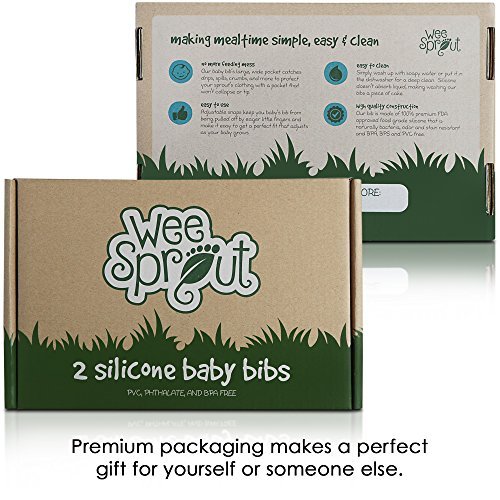 making mealtime simple, easy & clean
wee
Sprout
no more feeding mess
Our baby bib's large, wide pocket catches
drips, spills, crumbs, and more to protect
your sprout's clothing with a pocket that
won't collapse or tip
easy to clean
Simply wash up with soapy water or put it in
the dishwasher for a deep clean. Silicone
doesn't absorb liquid, making washing our
bibs a piece of cake.
easy to use
Adjustable snaps keep you baby's bib from
being pulled off by eager little fingers and
make it easy to get a perfect fit that adjusts
as your baby grows
high quality construction
Our bib is made of 100% premium FDA
approved food grade silicone that is
naturally bacteria, odor and stain resistant
and BPA, BPS and PVC free.
ORE:
wee
Sprout
2 silicone baby bibs
PVC, PHTHALATE, AND BPA FREE
Premium packaging makes a perfect
gift for yourself or someone else.